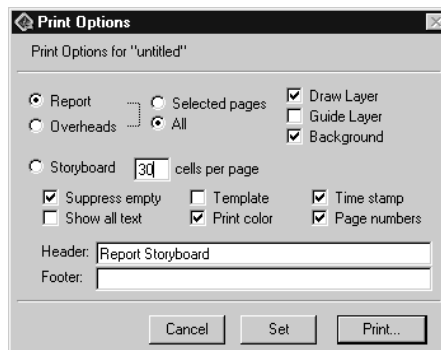 Print Options
Print Options for "untitled"
Report Selected pages Draw Layer
Overheads All Guide Layer
Background
Storyboard 30 cells per page
Suppress empty Template Time stamp
Show all text Print color Page numbers
Header: Report Storyboard
Footer:
Cancel Set Print...